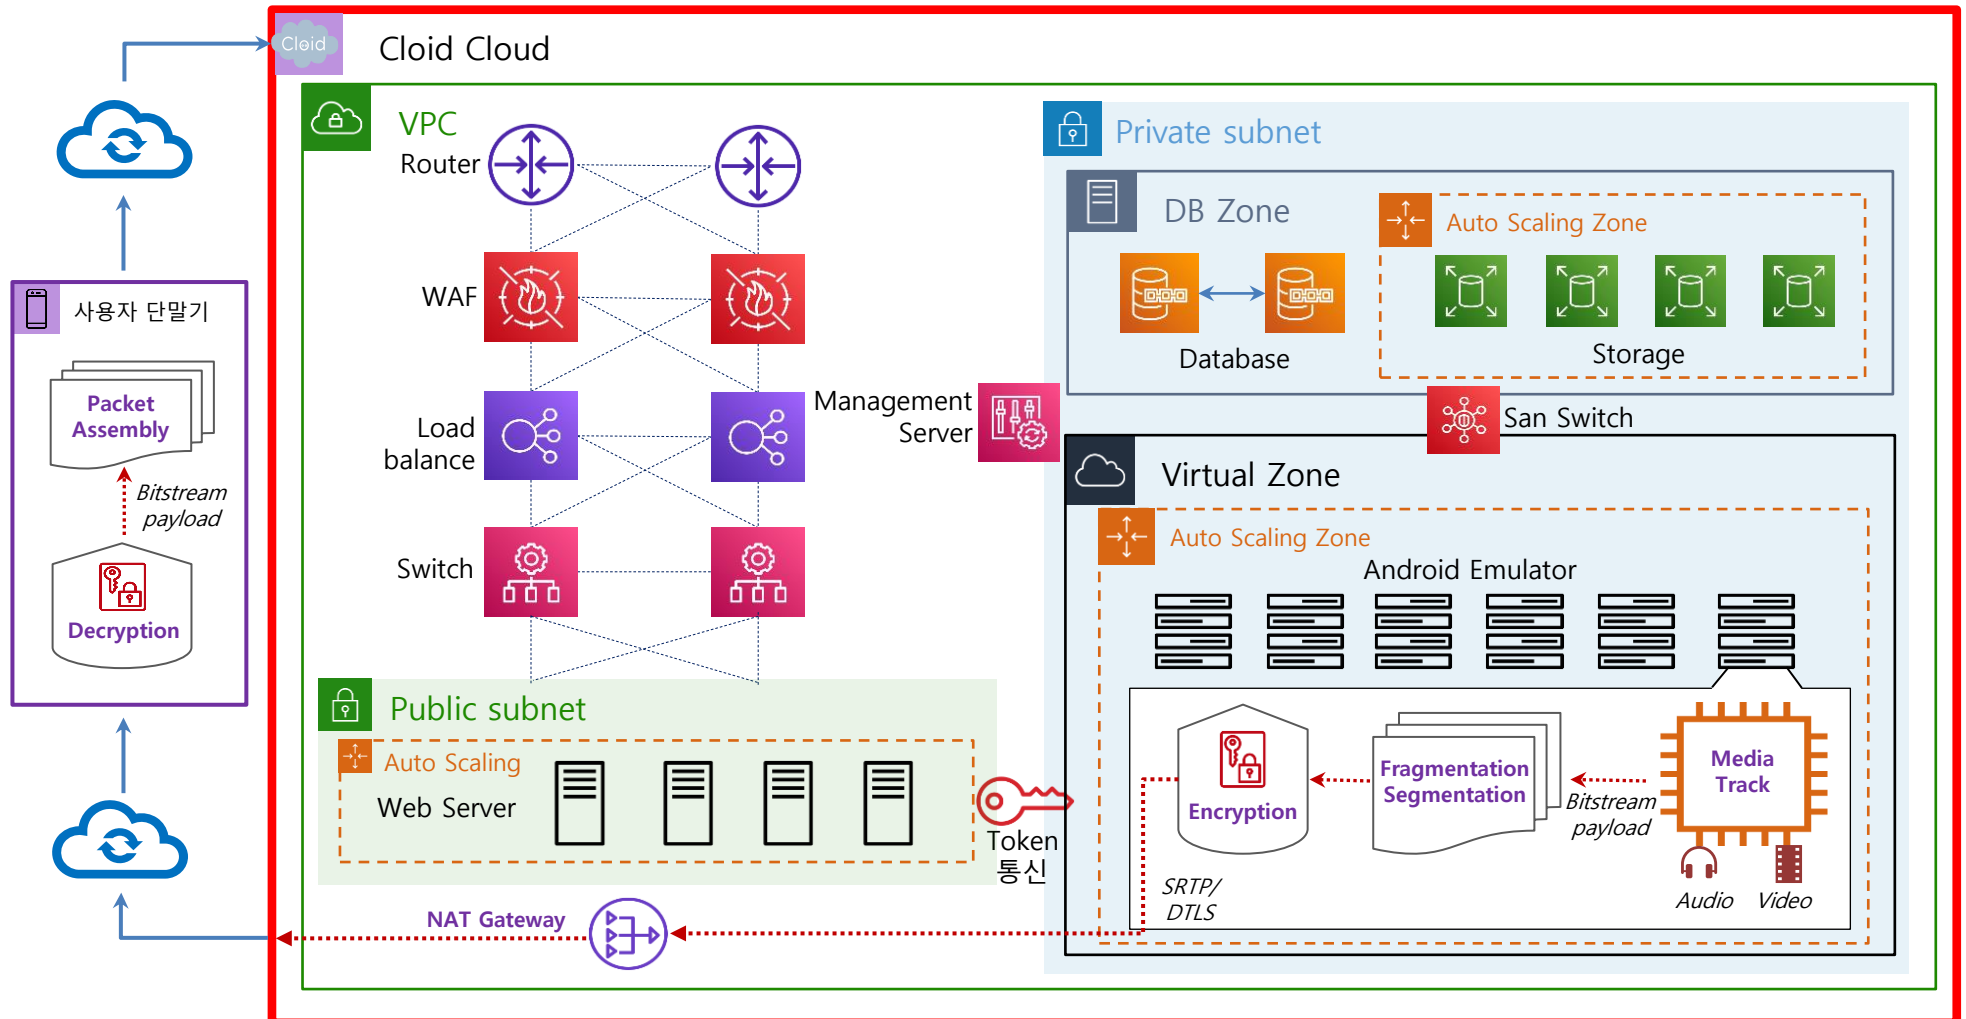 Cloid
Cloid Cloud
VPC
Router
WAF
Load
balance
Switch
Management
Server
Private subnet
DB Zone
Database
Auto Scaling Zone
Storage
San Switch
Virtual Zone
Auto Scaling Zone
Android Emulator
Encryption
Fragmentation
Segmentation
Bitstream
payload
Media
Track
Audio
Video
SRTP/
DTLS
Public subnet
Auto Scaling
Web Server
Token
통신
NAT Gateway
사용자 단말기
Packet
Assembly
Bitstream
payload
Decryption